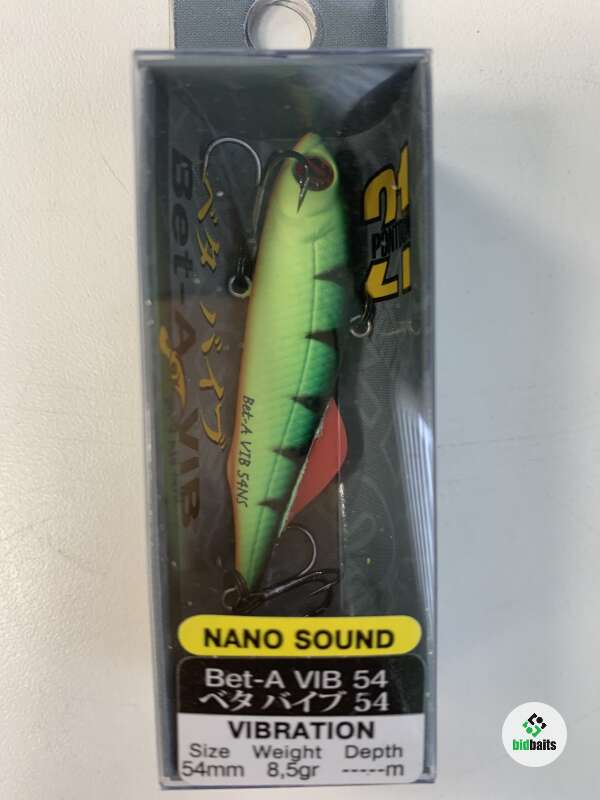 ベタ バイブ
Bet-A VIB
Bet-A VIB 54NS
NANO SOUND
Bet-A VIB 54
ベタ バイブ 54
VIBRATION
Size Weight Depth
54mm 8,5gr -----m
bidbaits